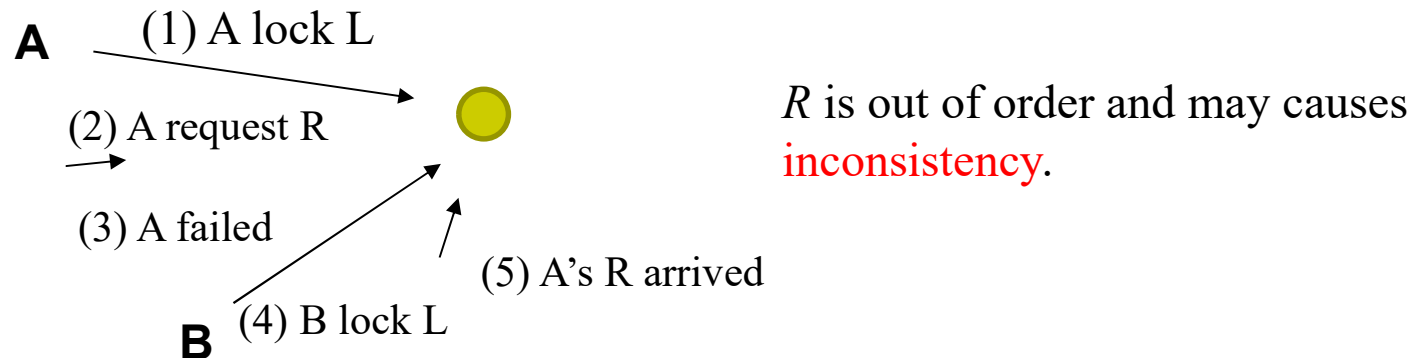 A
(1) A lock L
(2) A request R
(3) A failed
B
(4) B lock L
(5) A's R arrived
R is out of order and may causes
inconsistency.